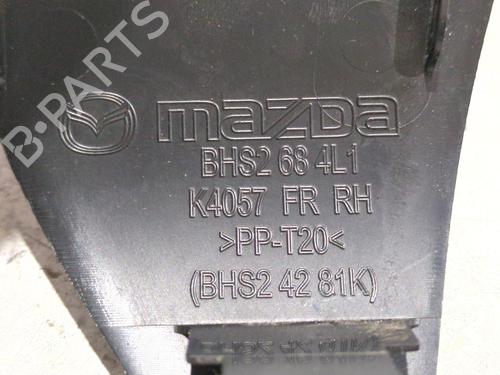 B-PARTS
mazda
BHS2 68 4L1
K4057 FR RH
>PP-T20<
(BHS2 42 81K)